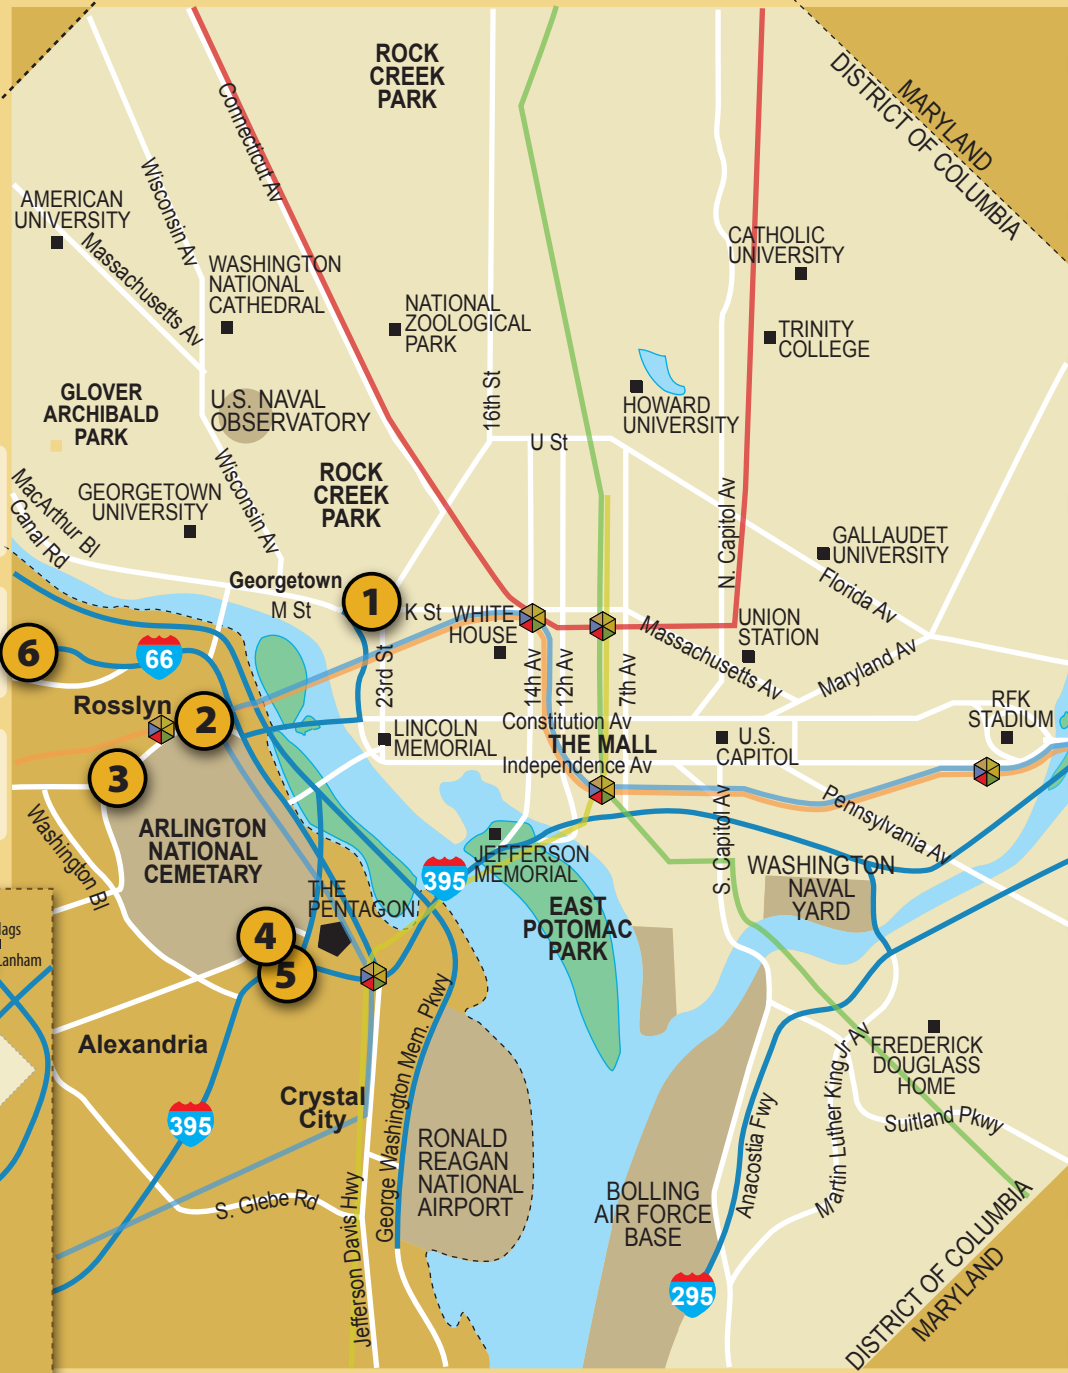 ROCK
CREEK
PARK
MARYLAND
DISTRICT OF COLUMBIA
Connecticut Av
Wisconsin Av
AMERICAN
UNIVERSITY
Massachusetts Av
WASHINGTON
NATIONAL
CATHEDRAL
CATHOLIC
UNIVERSITY
NATIONAL
ZOOLOGICAL
PARK
TRINITY
COLLEGE
16th St
GLOVER
ARCHIBALD
PARK
U.S. NAVAL
OBSERVATORY
HOWARD
UNIVERSITY
U St
Wisconsin Av
ROCK
CREEK
PARK
MacArthur Bl
Canal Rd
GEORGETOWN
UNIVERSITY
N. Capitol Av
GALLAUDET
UNIVERSITY
Florida Av
Georgetown
M St
1
K St
WHITE
HOUSE
Massachusetts Av
UNION
STATION
Maryland Av
6
66
23rd St
14h Av
12h Av
7th Av
Rosslyn
2
LINCOLN
MEMORIAL
Constitution Av
THE MALL
Independence Av
U.S.
CAPITOL
RFK
STADIUM
3
Pennsylvania Av
Washington Bl
ARLINGTON
NATIONAL
CEMETARY
S. Capitol Av
395
JEFFERSON
MEMORIAL
WASHINGTON
NAVAL
YARD
THE
PENTAGON
EAST
POTOMAC
PARK
lags
Lanham
4
5
Alexandria
George Washington Mem. Pkwy
FREDERICK
DOUGLASS
HOME
Crystal
City
395
Suitland Pkwy
Martin Luther King Jr Av
Anacostia Fwy
RONALD
REAGAN
NATIONAL
AIRPORT
S. Glebe Rd
Jefferson Davis Hwy
BOLLING
AIR FORCE
BASE
295
DISTRICT OF COLUMBIA
MARYLAND